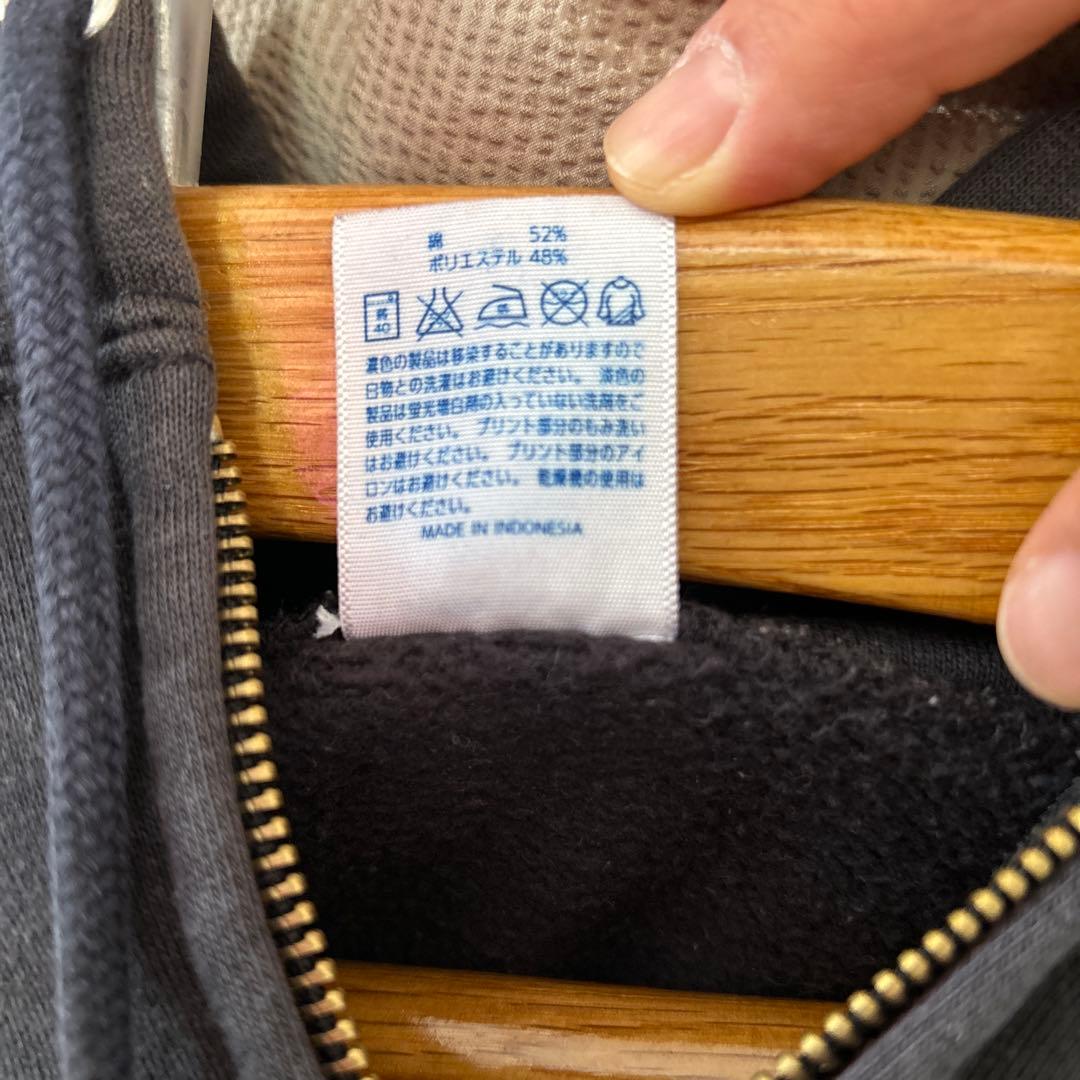 綿 52%
ポリエステル 48%
40
濃色の製品は移染することがありますので
白物との洗濯はお避けください。 淡色の
製品は蛍光増白剤の入っていない洗剤をご
使用ください。 プリント部分のもみ洗い
はお避けください。 プリント部分のアイ
ロンはお避けください。 乾燥機の使用は
お避けください。
MADE IN INDONESIA